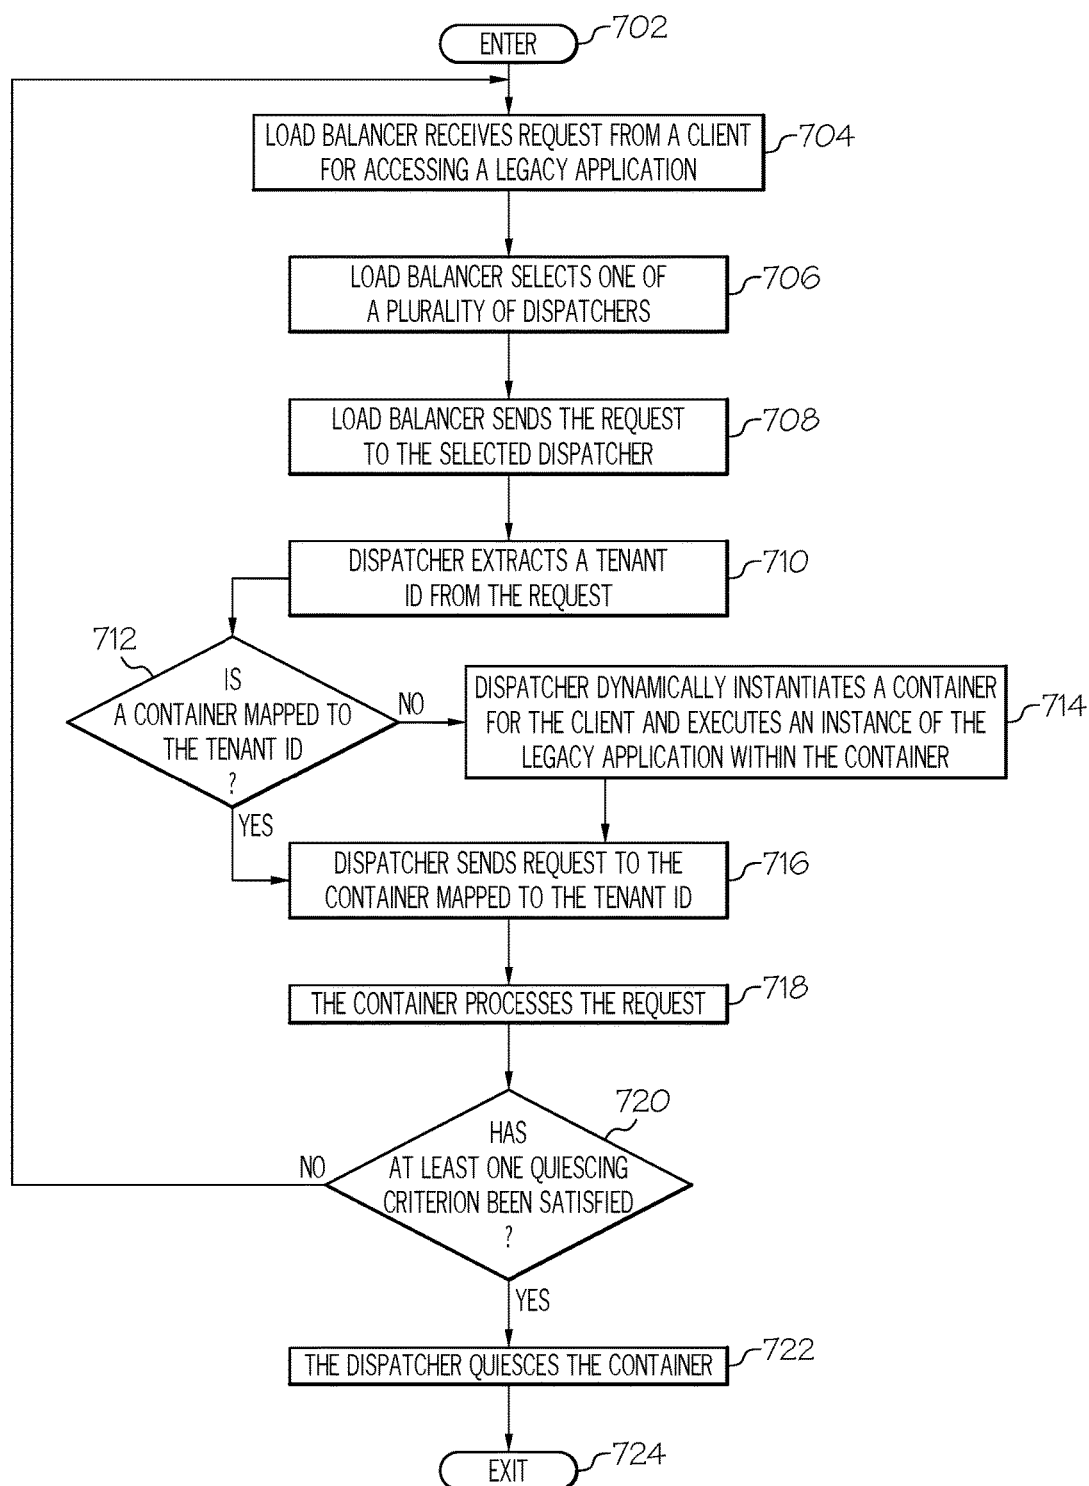 ENTER
702
LOAD BALANCER RECEIVES REQUEST FROM A CLIENT
FOR ACCESSING A LEGACY APPLICATION
704
LOAD BALANCER SELECTS ONE OF
A PLURALITY OF DISPATCHERS
706
LOAD BALANCER SENDS THE REQUEST
TO THE SELECTED DISPATCHER
708
DISPATCHER EXTRACTS A TENANT
ID FROM THE REQUEST
710
712
IS
A CONTAINER MAPPED TO
THE TENANT ID
?
NO
YES
DISPATCHER DYNAMICALLY INSTANTIATES A CONTAINER
FOR THE CLIENT AND EXECUTES AN INSTANCE OF THE
LEGACY APPLICATION WITHIN THE CONTAINER
714
DISPATCHER SENDS REQUEST TO THE
CONTAINER MAPPED TO THE TENANT ID
716
THE CONTAINER PROCESSES THE REQUEST
718
720
HAS
AT LEAST ONE QUIESCING
CRITERION BEEN SATISFIED
?
NO
YES
THE DISPATCHER QUIESCES THE CONTAINER
722
EXIT
724